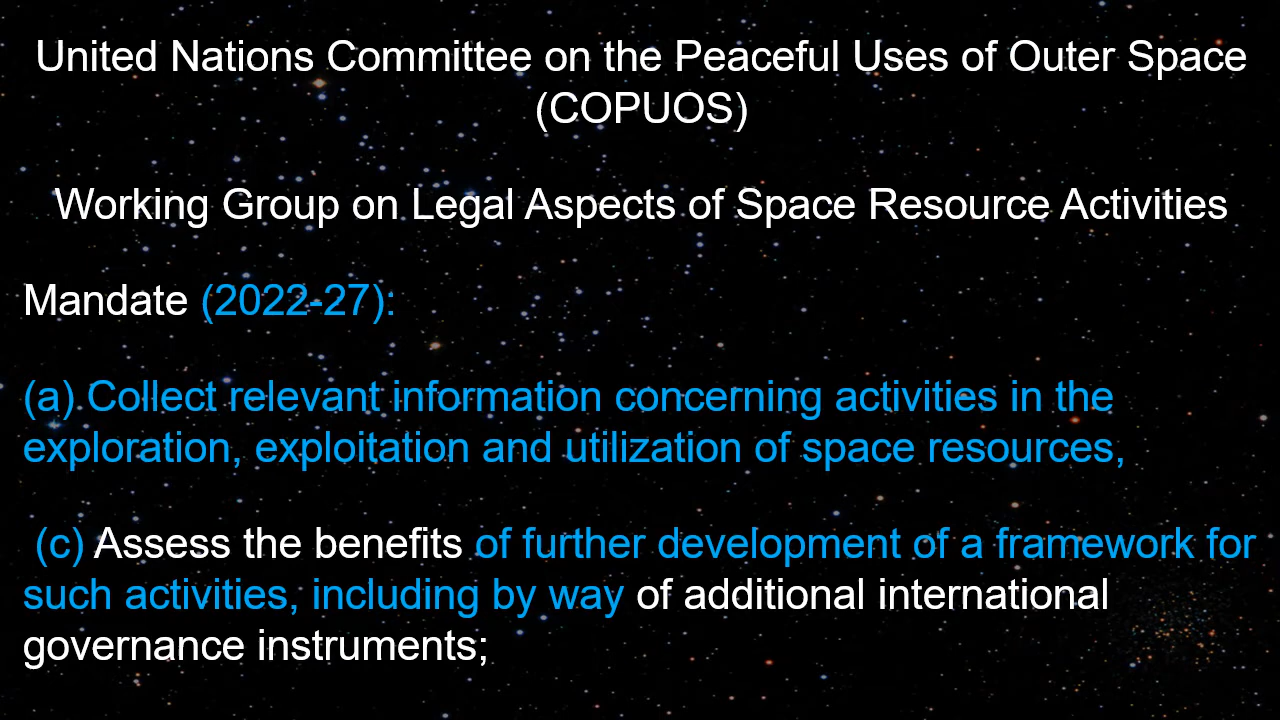 United Nations Committee on the Peaceful Uses of Outer Space
(COPUOS)
Working Group on Legal Aspects of Space Resource Activities
Mandate (2022-27):
(a) Collect relevant information concerning activities in the
exploration, exploitation and utilization of space resources,
(c) Assess the benefits of further development of a framework for
such activities, including by way of additional international
governance instruments;